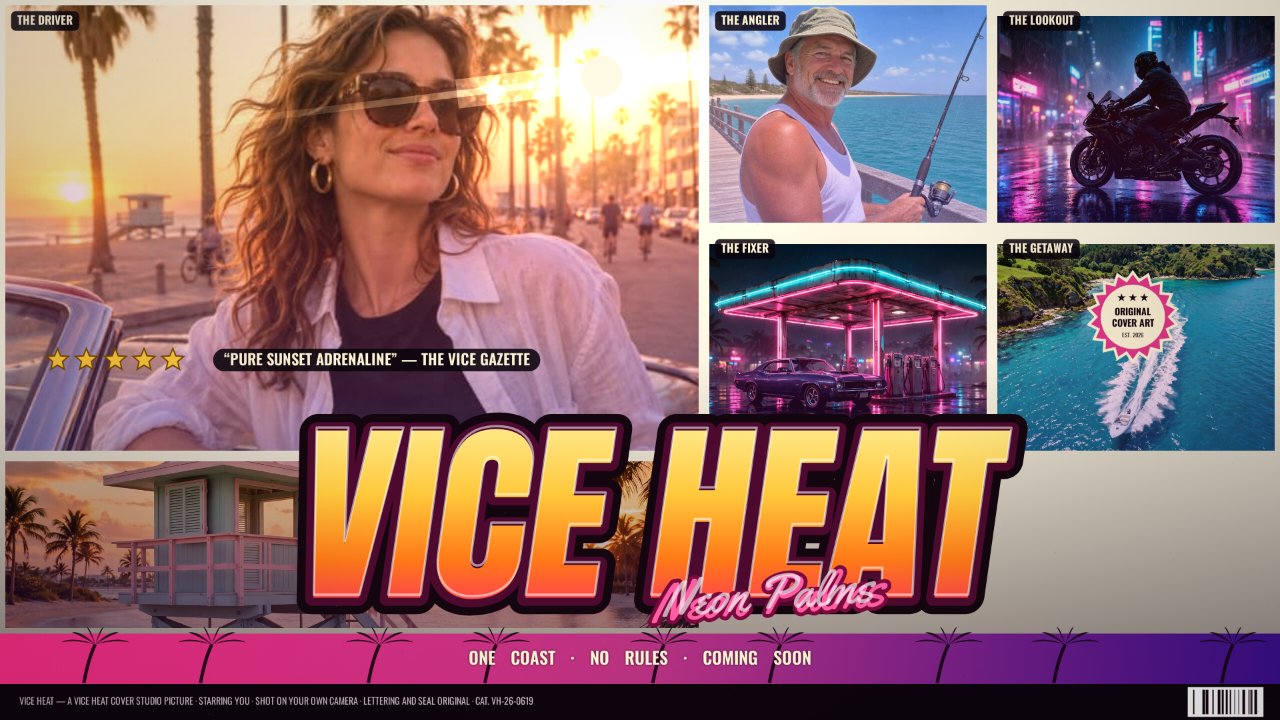 THE DRIVER
THE ANGLER
THE LOOKOUT
THE FIXER
THE GETAWAY
★ ★ ★
ORIGINAL
COVER ART
EST. 2026
“PURE SUNSET ADRENALINE” — THE VICE GAZETTE
VICE HEAT
Neon Palms
ONE COAST · NO RULES · COMING SOON
VICE HEAT — A VICE HEAT COVER STUDIO PICTURE · STARRING YOU · SHOT ON YOUR OWN CAMERA · LETTERING AND SEAL ORIGINAL · CAT. VH-26-0619